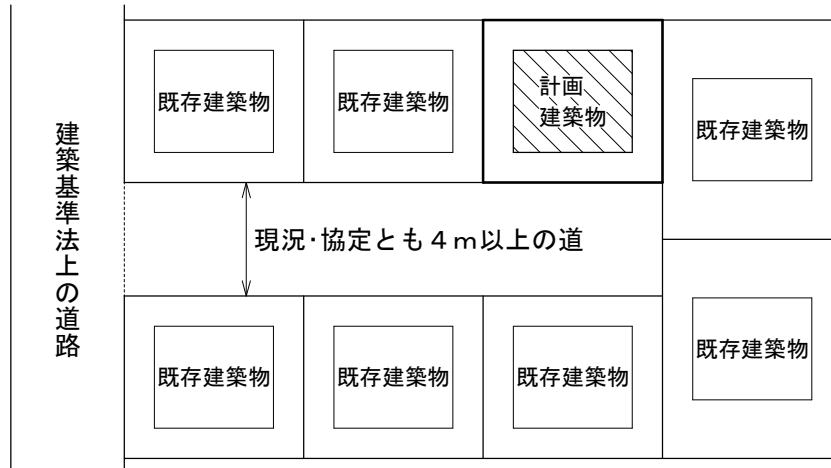 建築基準法上の道路
既存建築物
既存建築物
計画
建築物
既存建築物
現況・協定とも４ｍ以上の道
既存建築物
既存建築物
既存建築物
既存建築物